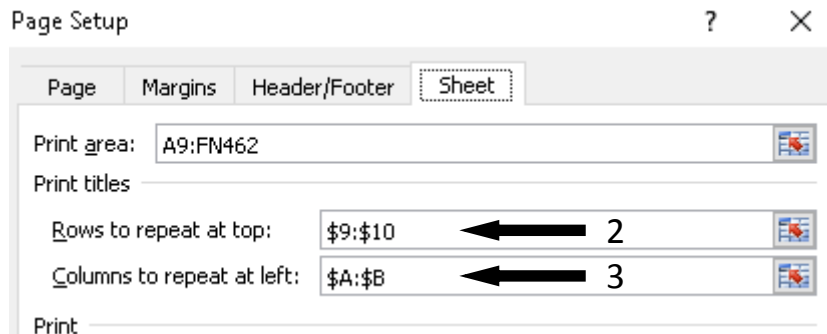 Page Setup ? X
Page Margins Header/Footer Sheet
Print area: A9:FN462
Print titles
Rows to repeat at top: $9:$10 2
Columns to repeat at left: $A:$B 3
Print